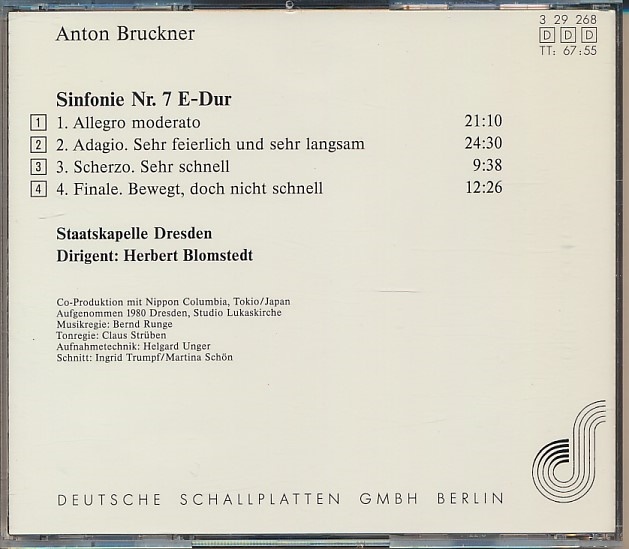 Anton Bruckner
3 29 268
D D D
TT: 67:55
Sinfonie Nr. 7 E-Dur
1 1. Allegro moderato 21:10
2 2. Adagio. Sehr feierlich und sehr langsam 24:30
3 3. Scherzo. Sehr schnell 9:38
4 4. Finale. Bewegt, doch nicht schnell 12:26
Staatskapelle Dresden
Dirigent: Herbert Blomstedt
Co-Produktion mit Nippon Columbia, Tokio/Japan
Aufgenommen 1980 Dresden, Studio Lukaskirche
Musikregie: Bernd Runge
Tonregie: Claus Strüben
Aufnahmetechnik: Helgard Unger
Schnitt: Ingrid Trumpf/Martina Schön
DEUTSCHE SCHALLPLATTEN GMBH BERLIN